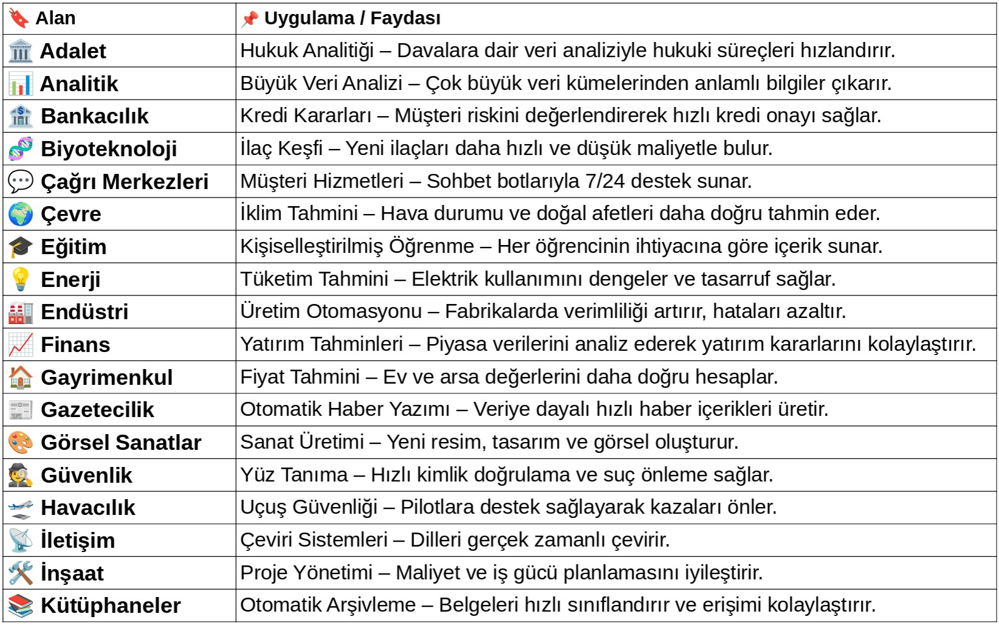 🔖 Alan 📌 Uygulama / Faydası
🏛️ Adalet Hukuk Analitiği – Davalara dair veri analiziyle hukuki süreçleri hızlandırır.
📊 Analitik Büyük Veri Analizi – Çok büyük veri kümelerinden anlamlı bilgiler çıkarır.
🏦 Bankacılık Kredi Kararları – Müşteri riskini değerlendirerek hızlı kredi onayı sağlar.
🧬 Biyoteknoloji İlaç Keşfi – Yeni ilaçları daha hızlı ve düşük maliyetle bulur.
💬 Çağrı Merkezleri Müşteri Hizmetleri – Sohbet botlarıyla 7/24 destek sunar.
🌍 Çevre İklim Tahmini – Hava durumu ve doğal afetleri daha doğru tahmin eder.
🎓 Eğitim Kişiselleştirilmiş Öğrenme – Her öğrencinin ihtiyacına göre içerik sunar.
💡 Enerji Tüketim Tahmini – Elektrik kullanımını dengeler ve tasarruf sağlar.
🏭 Endüstri Üretim Otomasyonu – Fabrikalarda verimliliği artırır, hataları azaltır.
📈 Finans Yatırım Tahminleri – Piyasa verilerini analiz ederek yatırım kararlarını kolaylaştırır.
🏠 Gayrimenkul Fiyat Tahmini – Ev ve arsa değerlerini daha doğru hesaplar.
📰 Gazetecilik Otomatik Haber Yazımı – Veriye dayalı hızlı haber içerikleri üretir.
🎨 Görsel Sanatlar Sanat Üretimi – Yeni resim, tasarım ve görsel oluşturur.
🕵️ Güvenlik Yüz Tanıma – Hızlı kimlik doğrulama ve suç önleme sağlar.
🛫 Havacılık Uçuş Güvenliği – Pilotlara destek sağlayarak kazaları önler.
📡 İletişim Çeviri Sistemleri – Dilleri gerçek zamanlı çevirir.
🛠️ İnşaat Proje Yönetimi – Maliyet ve iş gücü planlamasını iyileştirir.
📚 Kütüphaneler Otomatik Arşivleme – Belgeleri hızlı sınıflandırır ve erişimi kolaylaştırır.